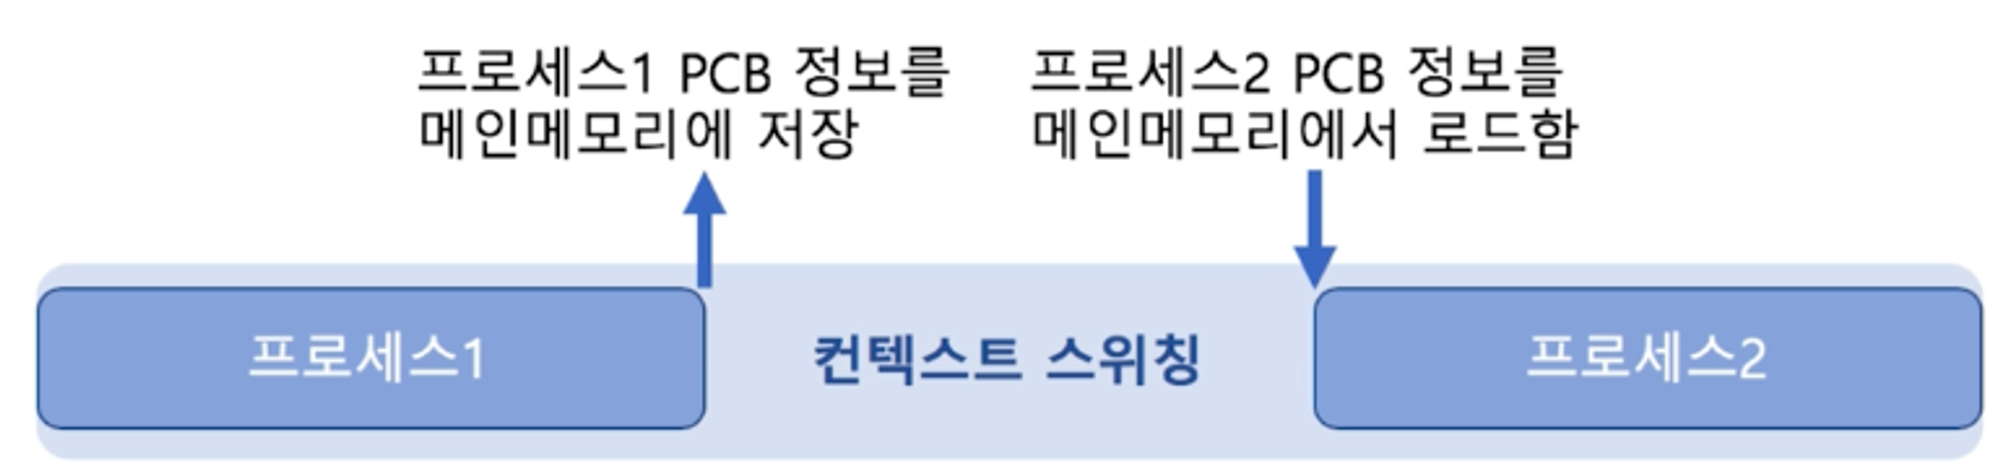 프로세스1 PCB 정보를
메인메모리에 저장
프로세스2 PCB 정보를
메인메모리에서 로드함
프로세스1
컨텍스트 스위칭
프로세스2